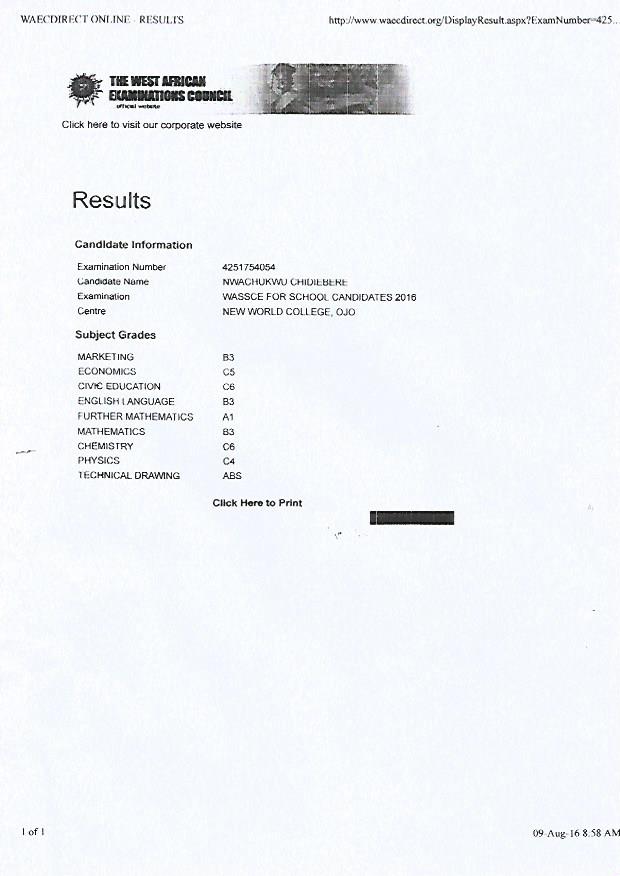 WAECDIRECT ONLINE - RESULTS http://www.waecdirect.org/DisplayResult.aspx?ExamNumber=425...
THE WEST AFRICAN
EXAMINATIONS COUNCIL
official website
Click here to visit our corporate website
Results
Candidate Information
Examination Number 4251754054
Candidate Name NWACHUKWU CHIDIEBERE
Examination WASSCE FOR SCHOOL CANDIDATES 2016
Centre NEW WORLD COLLEGE, OJO
Subject Grades
MARKETING B3
ECONOMICS C5
CIVIC EDUCATION C6
ENGLISH LANGUAGE B3
FURTHER MATHEMATICS A1
MATHEMATICS B3
CHEMISTRY C6
PHYSICS C4
TECHNICAL DRAWING ABS
Click Here to Print
1 of 1 09-Aug-16 8:58 AM